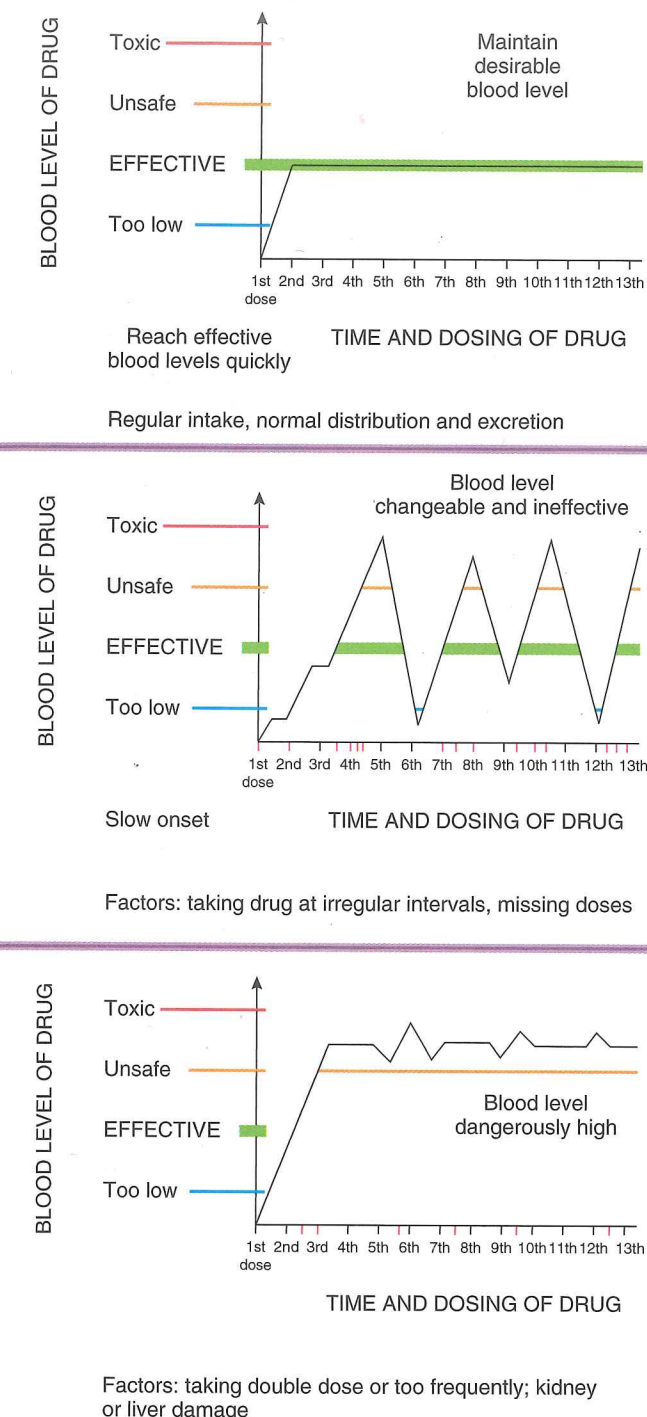 BLOOD LEVEL OF DRUG
Toxic
Unsafe
EFFECTIVE
Too low
Maintain
desirable
blood level
1st 2nd 3rd 4th 5th 6th 7th 8th 9th 10th 11th 12th 13th
dose
Reach effective
blood levels quickly
TIME AND DOSING OF DRUG
Regular intake, normal distribution and excretion
BLOOD LEVEL OF DRUG
Toxic
Unsafe
EFFECTIVE
Too low
Blood level
changeable and ineffective
1st 2nd 3rd 4th 5th 6th 7th 8th 9th 10th 11th 12th 13th
dose
Slow onset
TIME AND DOSING OF DRUG
Factors: taking drug at irregular intervals, missing doses
BLOOD LEVEL OF DRUG
Toxic
Unsafe
EFFECTIVE
Too low
Blood level
dangerously high
1st 2nd 3rd 4th 5th 6th 7th 8th 9th 10th 11th 12th 13th
dose
TIME AND DOSING OF DRUG
Factors: taking double dose or too frequently; kidney
or liver damage